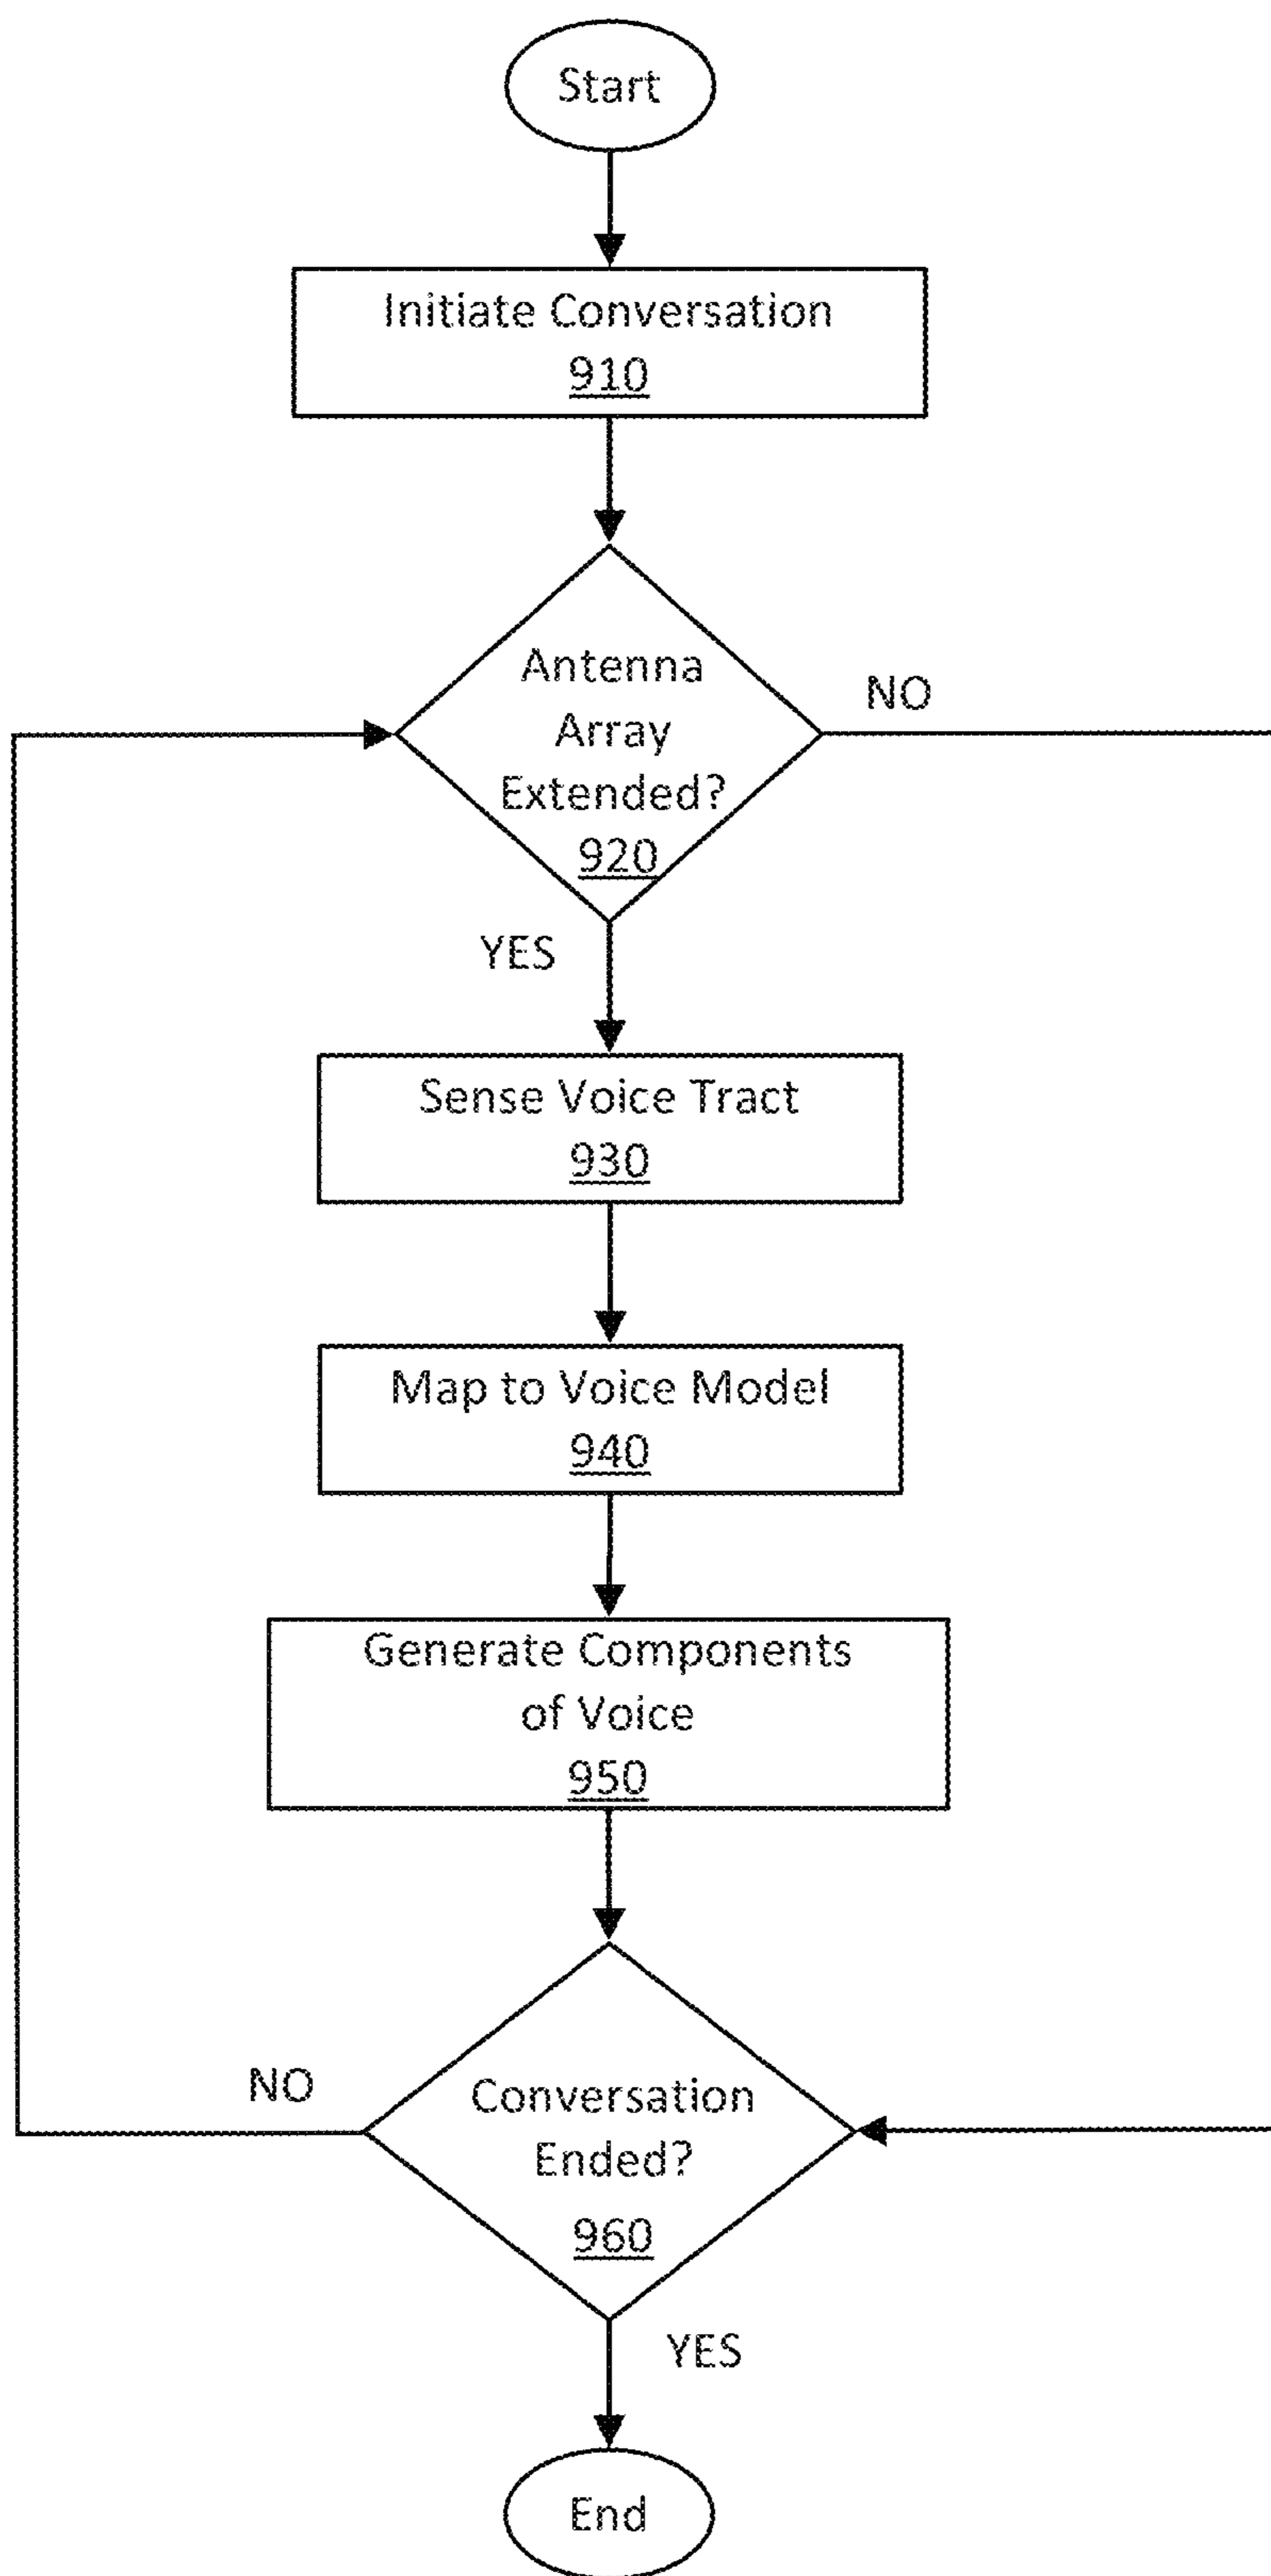 Start
Initiate Conversation
910
Antenna
Array
Extended?
920
NO
YES
Sense Voice Tract
930
Map to Voice Model
940
Generate Components
of Voice
950
NO
Conversation
Ended?
960
YES
End